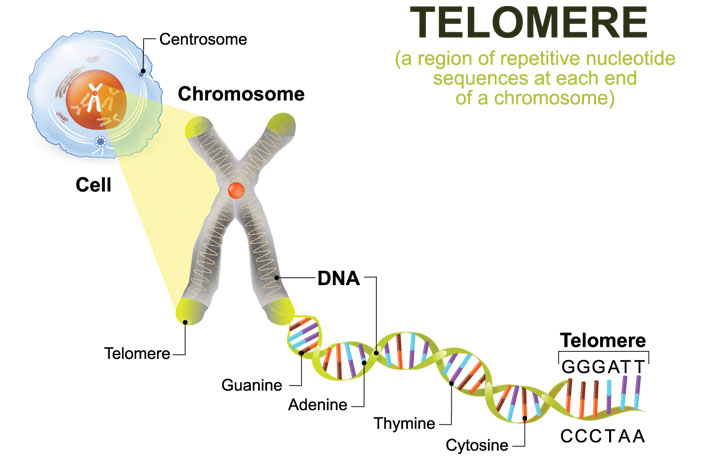 TELOMERE
(a region of repetitive nucleotide
sequences at each end
of a chromosome)
Centrosome
Chromosome
Cell
DNA
Telomere
Guanine
Adenine
Thymine
Cytosine
Telomere
GGGATT
CCCTAA